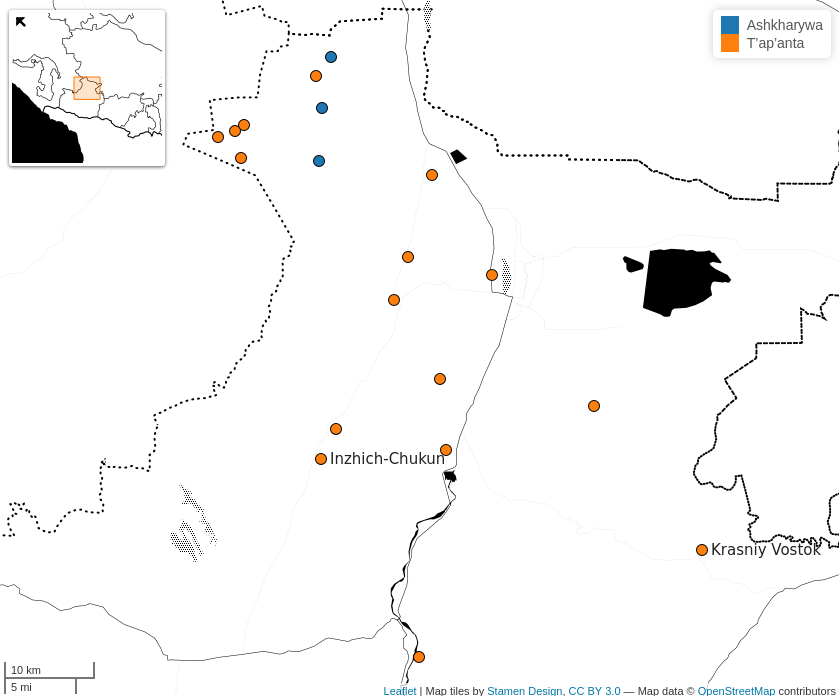 Ashkharywa
T'ap'anta
Inzhich-Chukun
Krasniy Vostok
10 km
5 mi
Leaflet | Map tiles by Stamen Design, CC BY 3.0 — Map data © OpenStreetMap contributors